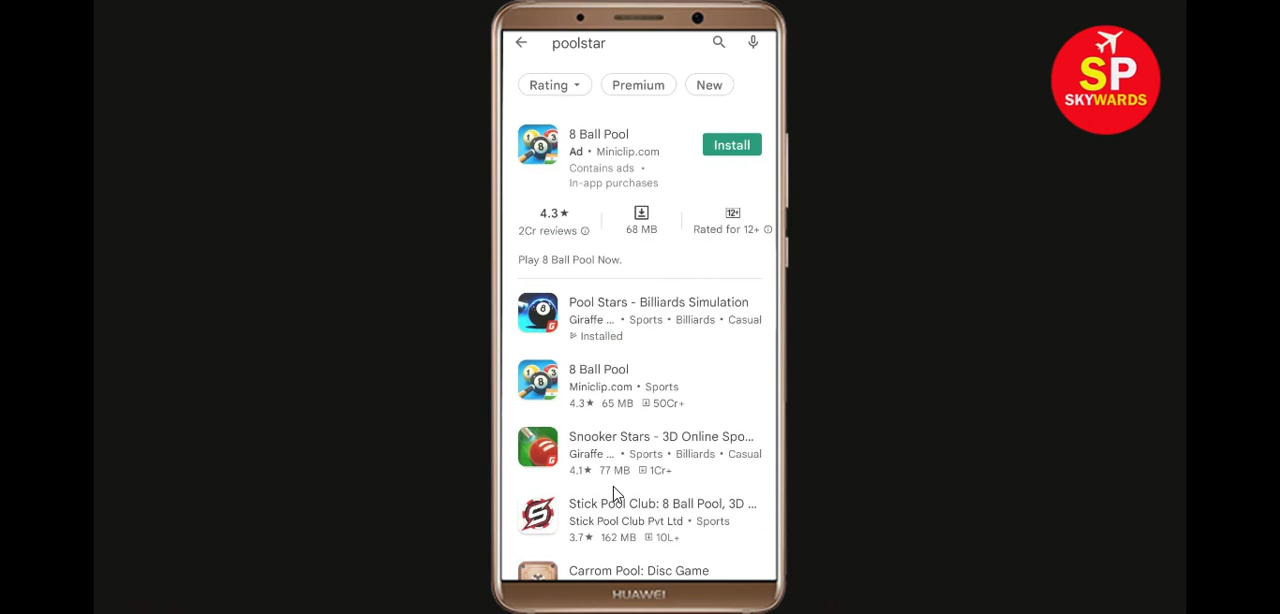 poolstar
Rating Premium New
8 Ball Pool
Ad • Miniclip.com
Install
Contains ads •
In-app purchases
4.3★
2Cr reviews
68 MB
12+
Rated for 12+
Play 8 Ball Pool Now.
Pool Stars - Billiards Simulation
Giraffe ... • Sports • Billiards • Casual
Installed
8 Ball Pool
Miniclip.com • Sports
4.3★ 65 MB 50Cr+
Snooker Stars - 3D Online Spo...
Giraffe ... • Sports • Billiards • Casual
4.1★ 77 MB 1Cr+
Stick Pool Club: 8 Ball Pool, 3D ...
Stick Pool Club Pvt Ltd • Sports
3.7★ 162 MB 10L+
Carrom Pool: Disc Game
HUAWEI
SP
SKYWARDS